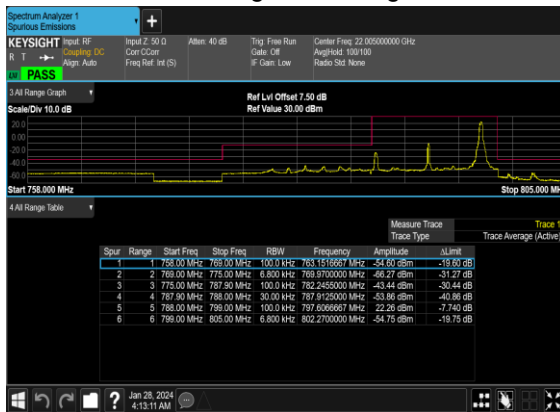 Spectrum Analyzer 1
Spurious Emissions
+
KEYSIGHT Input: RF Input Z: 50 Ω Atten: 40 dB Trig: Free Run Center Freq: 22.005000000 GHz
R T Coupling: DC Corr CCorr Gate: Off Avg|Hold: 100/100
Align: Auto Freq Ref: Int (S) IF Gain: Low Radio Std: None
PASS
3 All Range Graph
Ref Lvl Offset 7.50 dB
Scale/Div 10.0 dB Ref Value 30.00 dBm
20.0
0.00
-20.0
-40.0
-60.0
Start 758.000 MHz Stop 805.000 MH
4 All Range Table
Measure Trace Trace 1
Trace Type Trace Average (Active)
Spur Range Start Freq Stop Freq RBW Frequency Amplitude ΔLimit
1 1 758.00 MHz 769.00 MHz 100.0 kHz 763.1516667 MHz -54.60 dBm -19.60 dB
2 2 769.00 MHz 775.00 MHz 6.800 kHz 769.9700000 MHz -66.27 dBm -31.27 dB
3 3 775.00 MHz 787.90 MHz 100.0 kHz 782.2455000 MHz -43.44 dBm -30.44 dB
4 4 787.90 MHz 788.00 MHz 30.00 kHz 787.9125000 MHz -53.86 dBm -40.86 dB
5 5 788.00 MHz 799.00 MHz 100.0 kHz 797.6066667 MHz 22.26 dBm -7.740 dB
6 6 799.00 MHz 805.00 MHz 6.800 kHz 802.2700000 MHz -54.75 dBm -19.75 dB
? Jan 28, 2024
4:13:11 AM